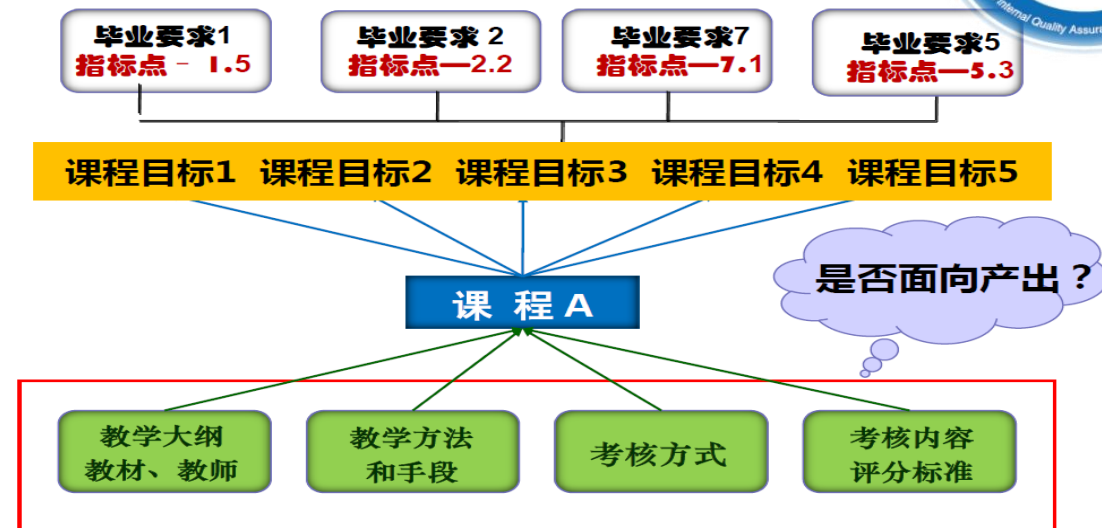 Internal Quality Assur
毕业要求1
指标点 - 1.5
毕业要求 2
指标点—2.2
毕业要求7
指标点—7.1
毕业要求5
指标点—5.3
课程目标1 课程目标2 课程目标3 课程目标4 课程目标5
是否面向产出？
课 程 A
教学大纲
教材、教师
教学方法
和手段
考核方式
考核内容
评分标准